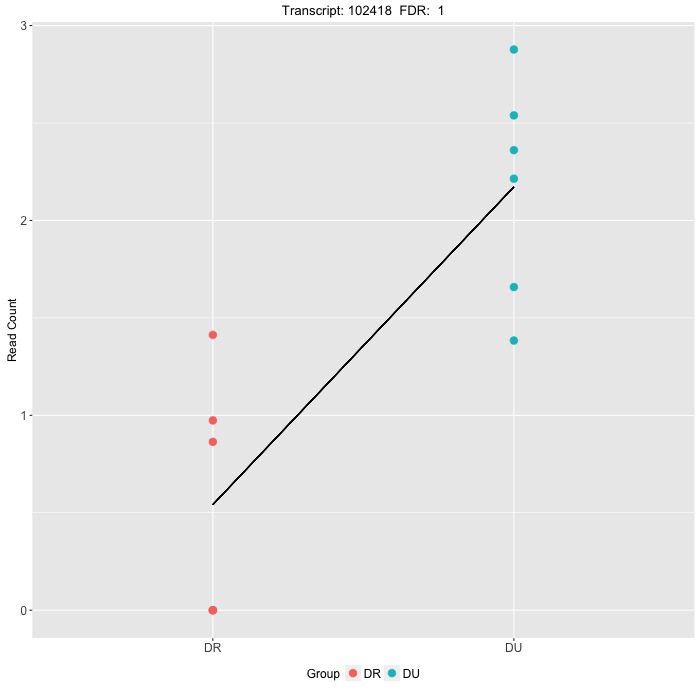 Transcript: 102418  FDR:  1
3
2
1
0
Read Count
DR DU
Group DR DU